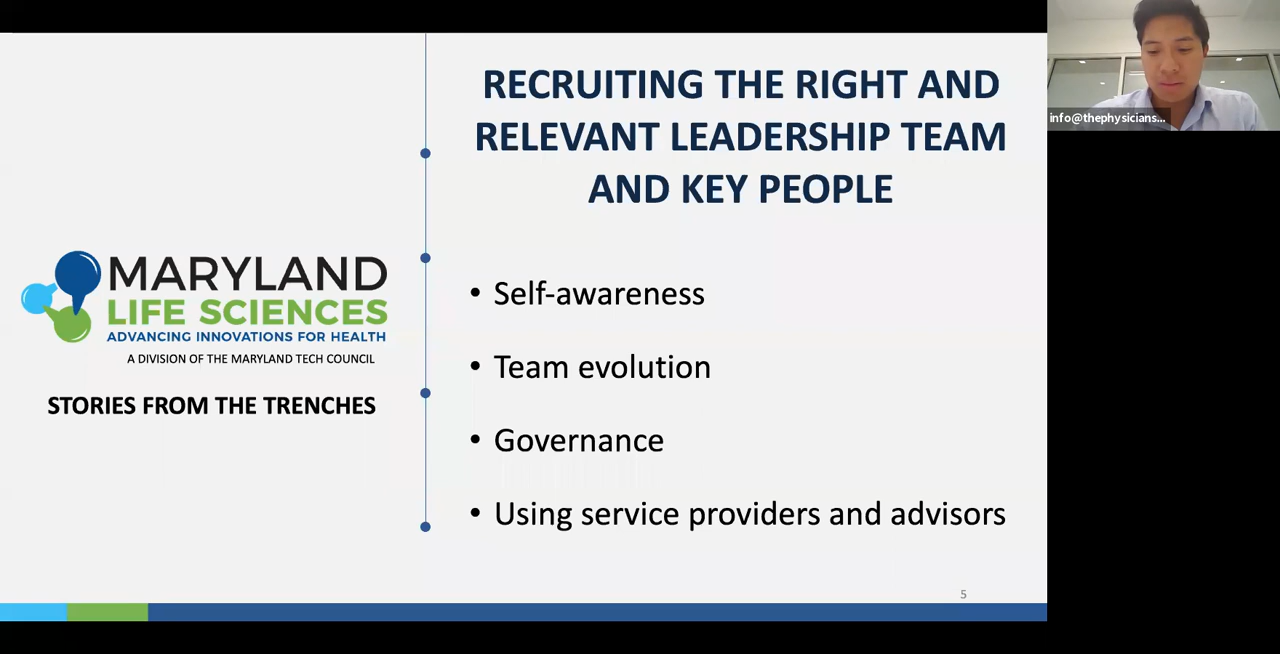 RECRUITING THE RIGHT AND
RELEVANT LEADERSHIP TEAM
AND KEY PEOPLE
MARYLAND
LIFE SCIENCES
ADVANCING INNOVATIONS FOR HEALTH
A DIVISION OF THE MARYLAND TECH COUNCIL
STORIES FROM THE TRENCHES
• Self-awareness
• Team evolution
• Governance
• Using service providers and advisors
5
info@thephysicians...